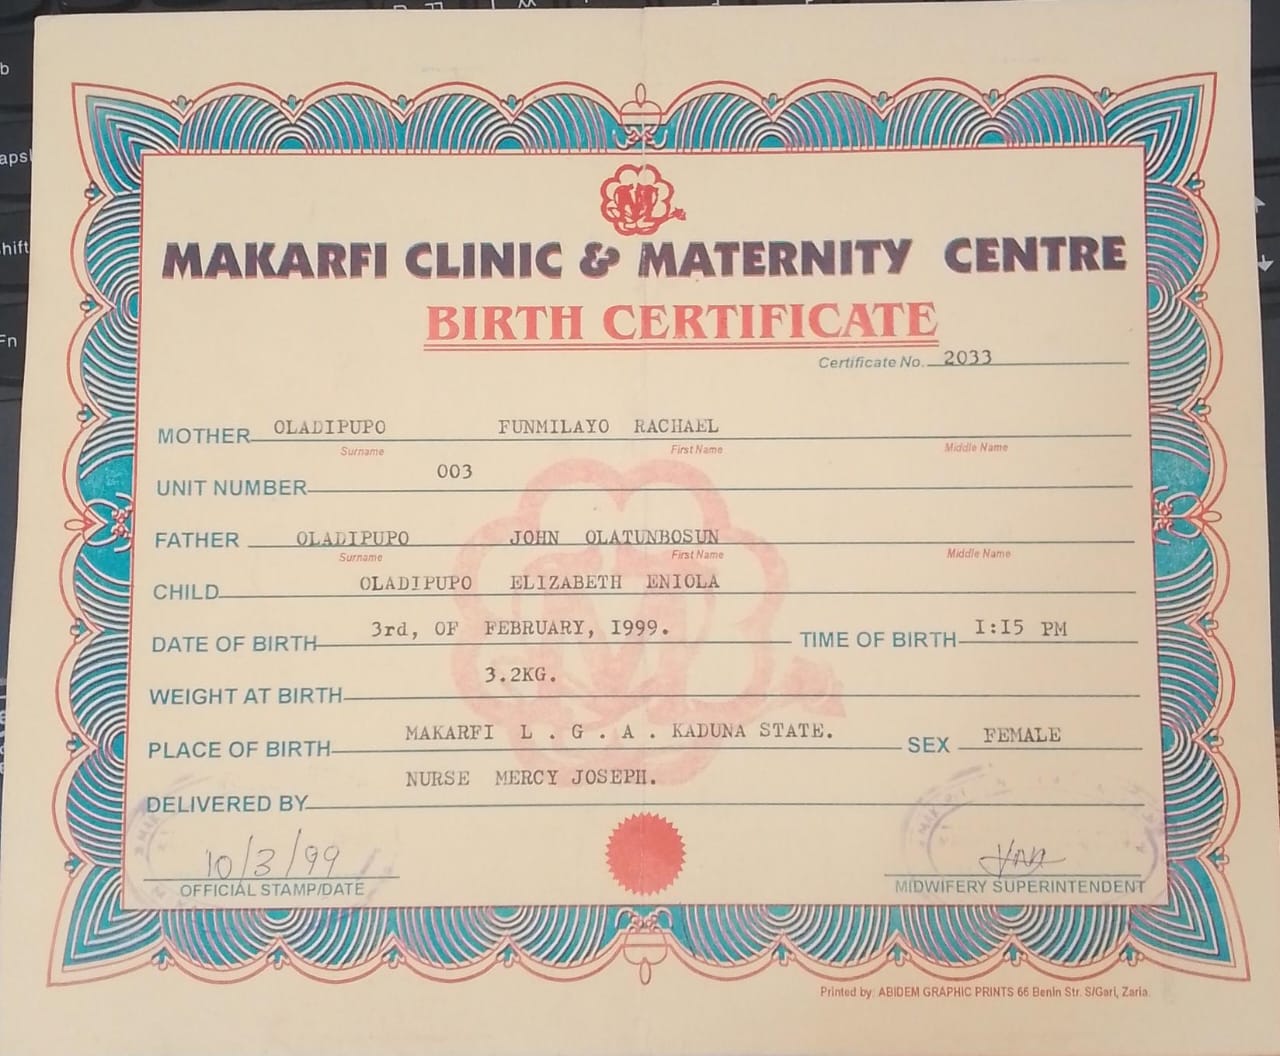 MAKARFI CLINIC & MATERNITY CENTRE
BIRTH CERTIFICATE
Certificate No. 2033
MOTHER OLADIPUPO FUNMILAYO RACHAEL
Surname First Name Middle Name
UNIT NUMBER 003
FATHER OLADIPUPO JOHN OLATUNBOSUN
Surname First Name Middle Name
CHILD OLADIPUPO ELIZABETH ENIOLA
DATE OF BIRTH 3rd, OF FEBRUARY, 1999. TIME OF BIRTH I:I5 PM
WEIGHT AT BIRTH 3.2KG.
PLACE OF BIRTH MAKARFI L . G . A . KADUNA STATE. SEX FEMALE
DELIVERED BY NURSE MERCY JOSEPH.
10/3/99
OFFICIAL STAMP/DATE MIDWIFERY SUPERINTENDENT
Printed by: ABIDEM GRAPHIC PRINTS 66 Benin Str. S/Gari, Zaria.